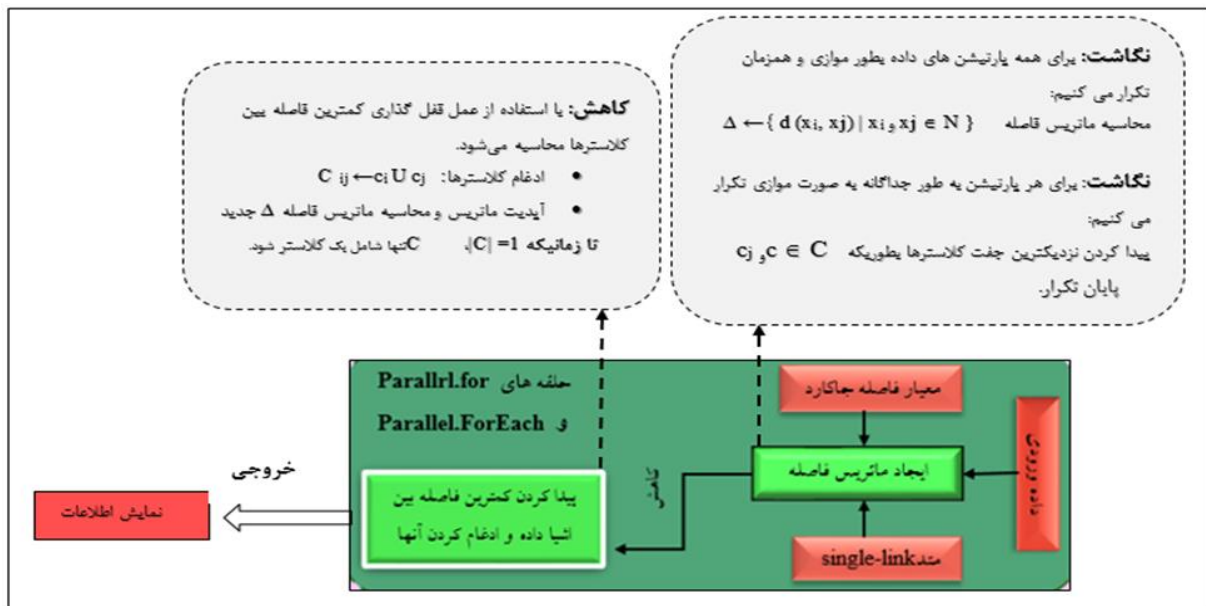 نگاشت: برای همه پارتیشن های داده بطور موازی و همزمان
تکرار می کنیم:
محاسبه ماتریس فاصله Δ ←{ d (xi, xj) | xi و xj ∈ N }
نگاشت: برای هر پارتیشن به طور جداگانه به صورت موازی تکرار
می کنیم:
پیدا کردن نزدیکترین جفت کلاسترها بطوریکه cj و c ∈ C
پایان تکرار.
کاهش: با استفاده از عمل قفل گذاری کمترین فاصله بین
کلاسترها محاسبه می‌شود.
• ادغام کلاسترها: C ij ←ci U cj
• آپدیت ماتریس و محاسبه ماتریس فاصله Δ جدید
تا زمانیکه |C| =1، Cتنها شامل یک کلاستر شود.
حلقه های Parallrl.for
و Parallel.ForEach
معیار فاصله جاکارد
داده ورودی
ایجاد ماتریس فاصله
متدsingle-link
کاهش
پیدا کردن کمترین فاصله بین
اشیا داده و ادغام کردن آنها
خروجی
نمایش اطلاعات